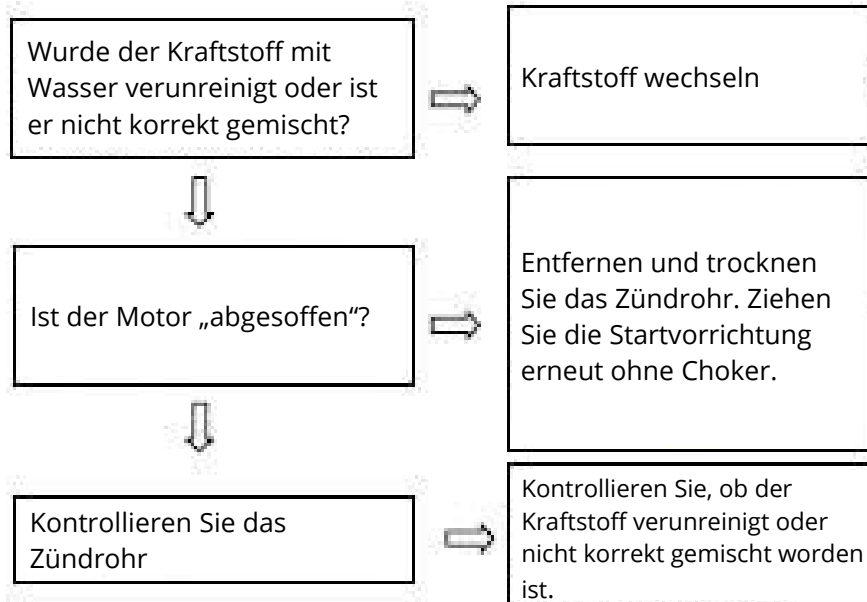 Wurde der Kraftstoff mit
Wasser verunreinigt oder ist
er nicht korrekt gemischt?
Kraftstoff wechseln
Ist der Motor „abgesoffen“?
Entfernen und trocknen
Sie das Zündrohr. Ziehen
Sie die Startvorrichtung
erneut ohne Choker.
Kontrollieren Sie das
Zündrohr
Kontrollieren Sie, ob der
Kraftstoff verunreinigt oder
nicht korrekt gemischt worden
ist.